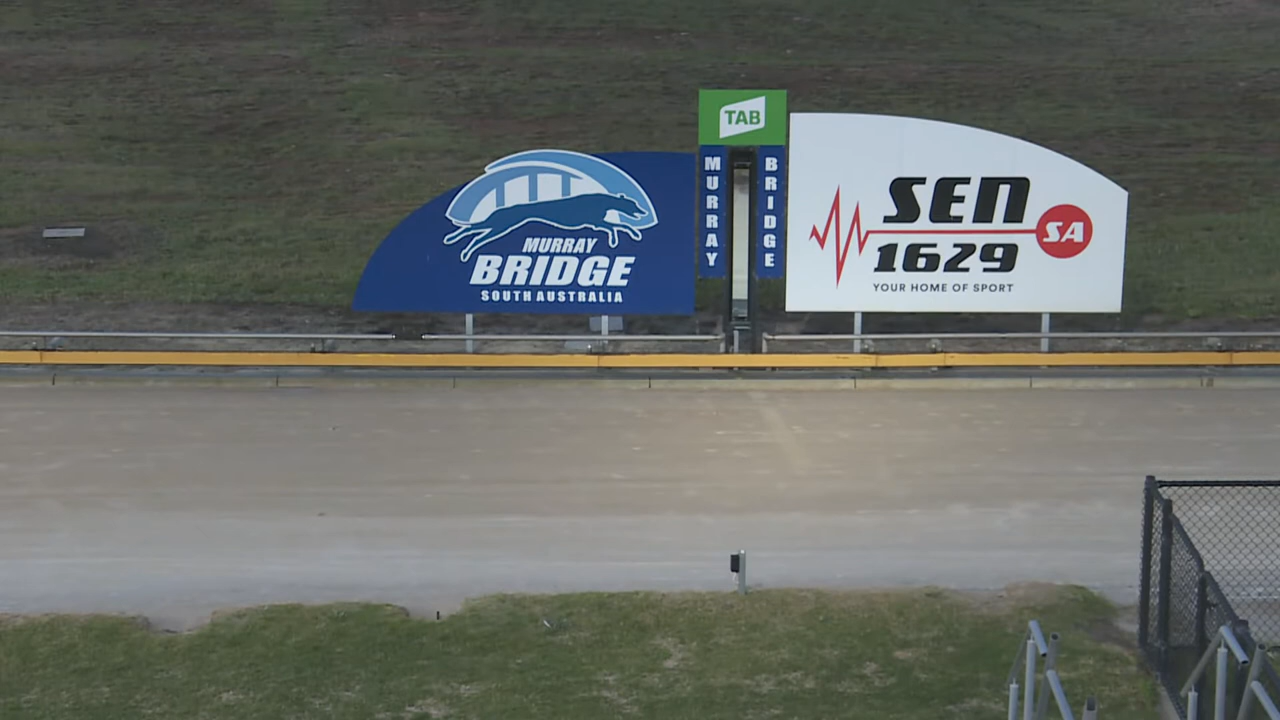 TAB
MURRAY
BRIDGE
MURRAY
BRIDGE
SOUTH AUSTRALIA
SEN
SA
1629
YOUR HOME OF SPORT